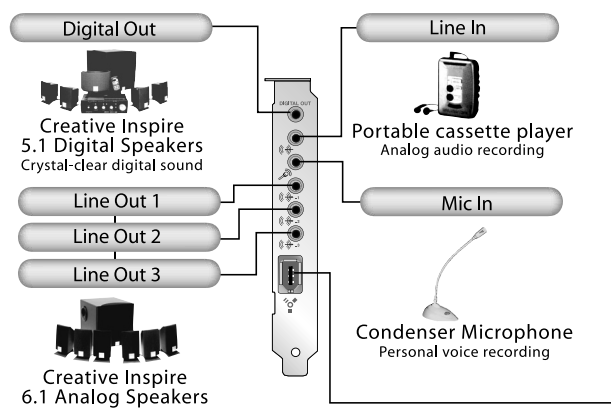 Digital Out
Creative Inspire
5.1 Digital Speakers
Crystal-clear digital sound
Line Out 1
Line Out 2
Line Out 3
Creative Inspire
6.1 Analog Speakers
DIGITAL OUT
Line In
Portable cassette player
Analog audio recording
Mic In
Condenser Microphone
Personal voice recording